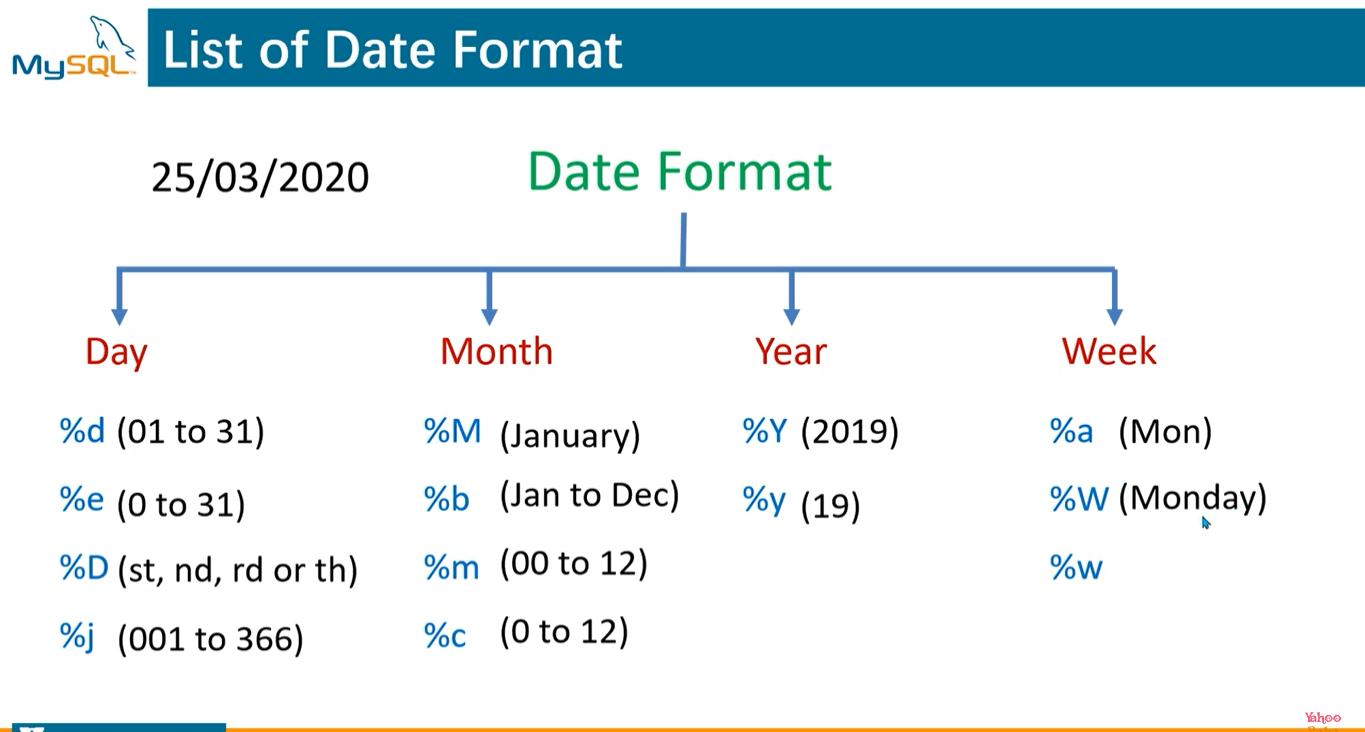 MySQL
List of Date Format
25/03/2020
Date Format
Day
Month
Year
Week
%d (01 to 31)
%M (January)
%Y (2019)
%a (Mon)
%e (0 to 31)
%b (Jan to Dec)
%y (19)
%W (Monday)
%D (st, nd, rd or th)
%m (00 to 12)
%w
%j (001 to 366)
%c (0 to 12)
Yahoo